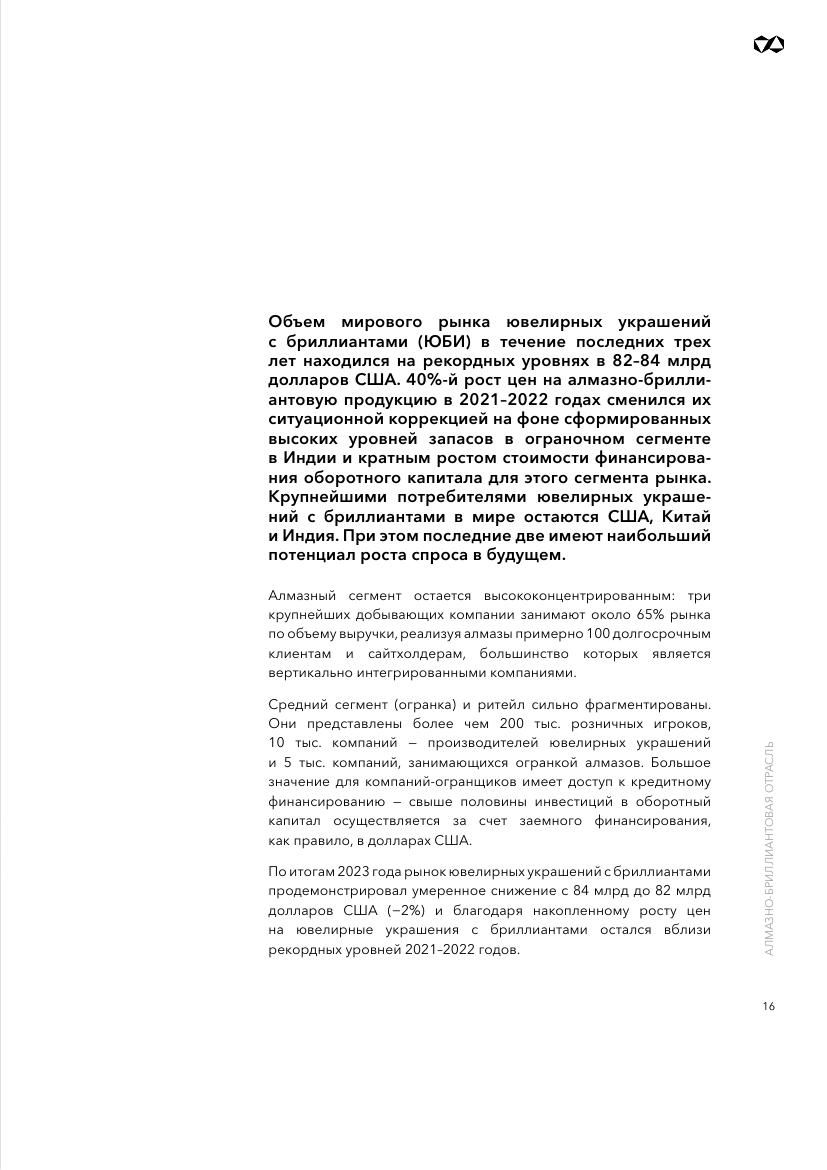 Объем мирового рынка ювелирных украшений
с бриллиантами (ЮБИ) в течение последних трех
лет находился на рекордных уровнях в 82–84 млрд
долларов США. 40%-й рост цен на алмазно-брилли-
антовую продукцию в 2021–2022 годах сменился их
ситуационной коррекцией на фоне сформированных
высоких уровней запасов в ограночном сегменте
в Индии и кратным ростом стоимости финансирова-
ния оборотного капитала для этого сегмента рынка.
Крупнейшими потребителями ювелирных украше-
ний с бриллиантами в мире остаются США, Китай
и Индия. При этом последние две имеют наибольший
потенциал роста спроса в будущем.
Алмазный сегмент остается высококонцентрированным: три
крупнейших добывающих компании занимают около 65% рынка
по объему выручки, реализуя алмазы примерно 100 долгосрочным
клиентам и сайтхолдерам, большинство которых является
вертикально интегрированными компаниями.
Средний сегмент (огранка) и ритейл сильно фрагментированы.
Они представлены более чем 200 тыс. розничных игроков,
10 тыс. компаний — производителей ювелирных украшений
и 5 тыс. компаний, занимающихся огранкой алмазов. Большое
значение для компаний-огранщиков имеет доступ к кредитному
финансированию — свыше половины инвестиций в оборотный
капитал осуществляется за счет заемного финансирования,
как правило, в долларах США.
По итогам 2023 года рынок ювелирных украшений с бриллиантами
продемонстрировал умеренное снижение с 84 млрд до 82 млрд
долларов США (−2%) и благодаря накопленному росту цен
на ювелирные украшения с бриллиантами остался вблизи
рекордных уровней 2021–2022 годов.
АЛМАЗНО-БРИЛЛИАНТОВАЯ ОТРАСЛЬ
16